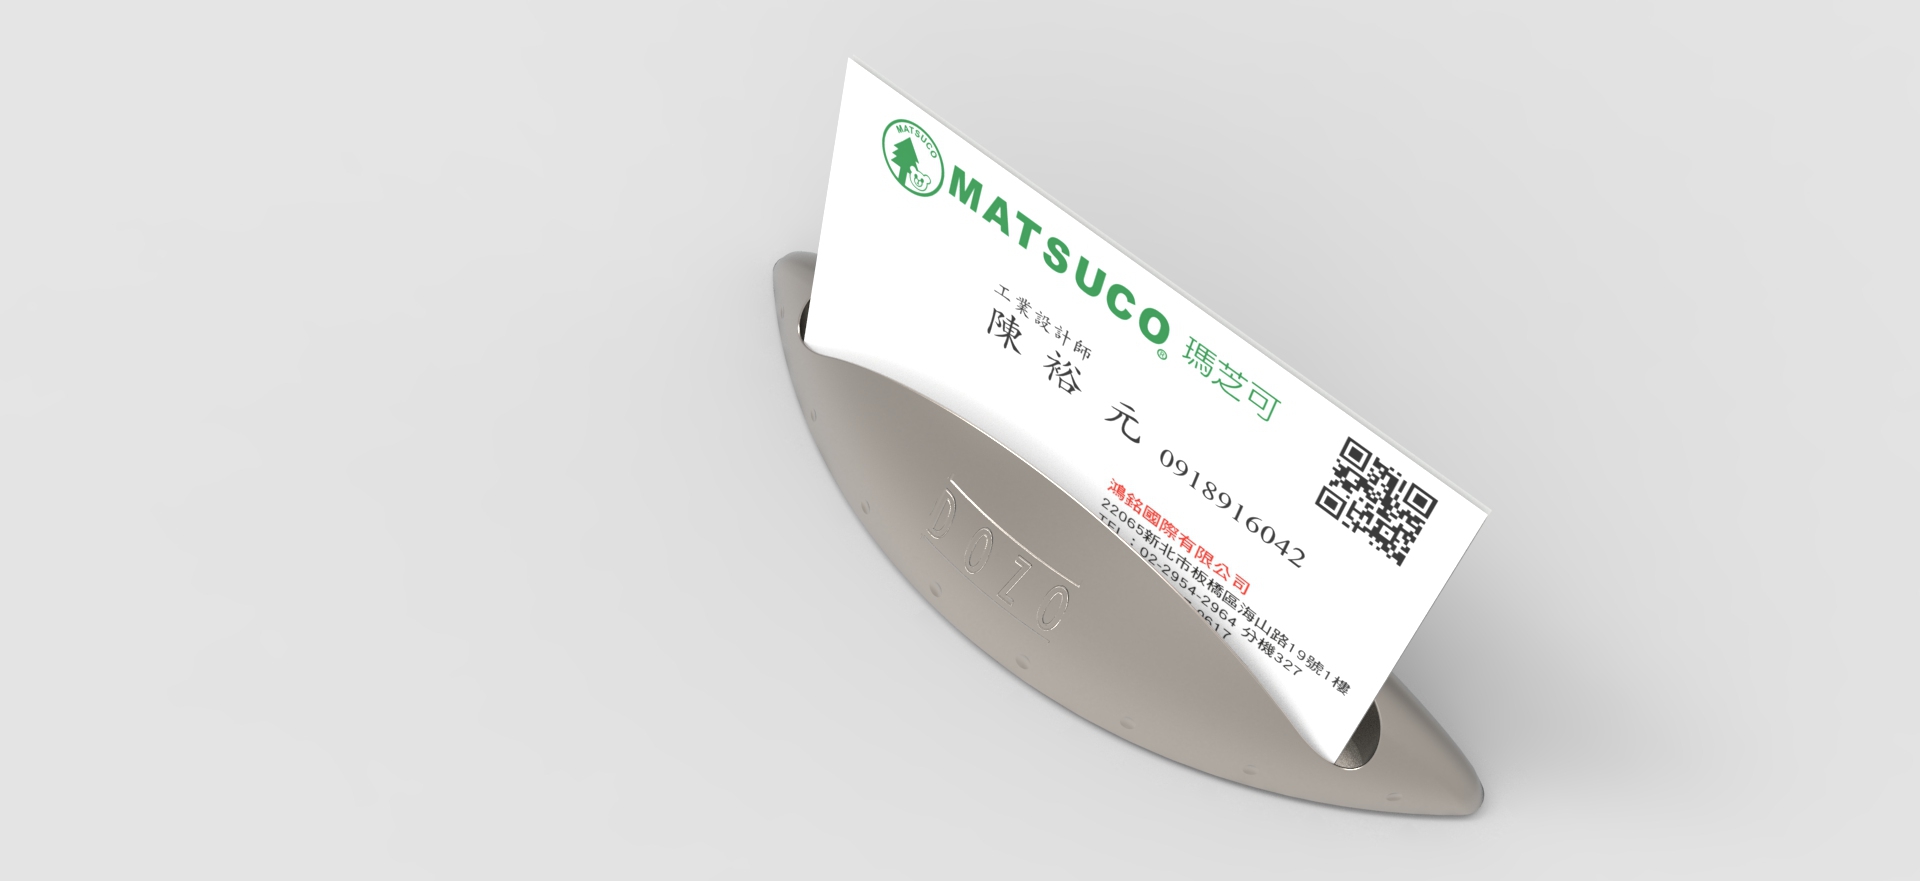 MATSUCO
MATSUCO® 瑪芝可
工業設計師
陳 裕 元 0918916042
鴻銘國際有限公司
22065新北市板橋區海山路19號1樓
TEL：02-2954-2964 分機327
2617
DOZO